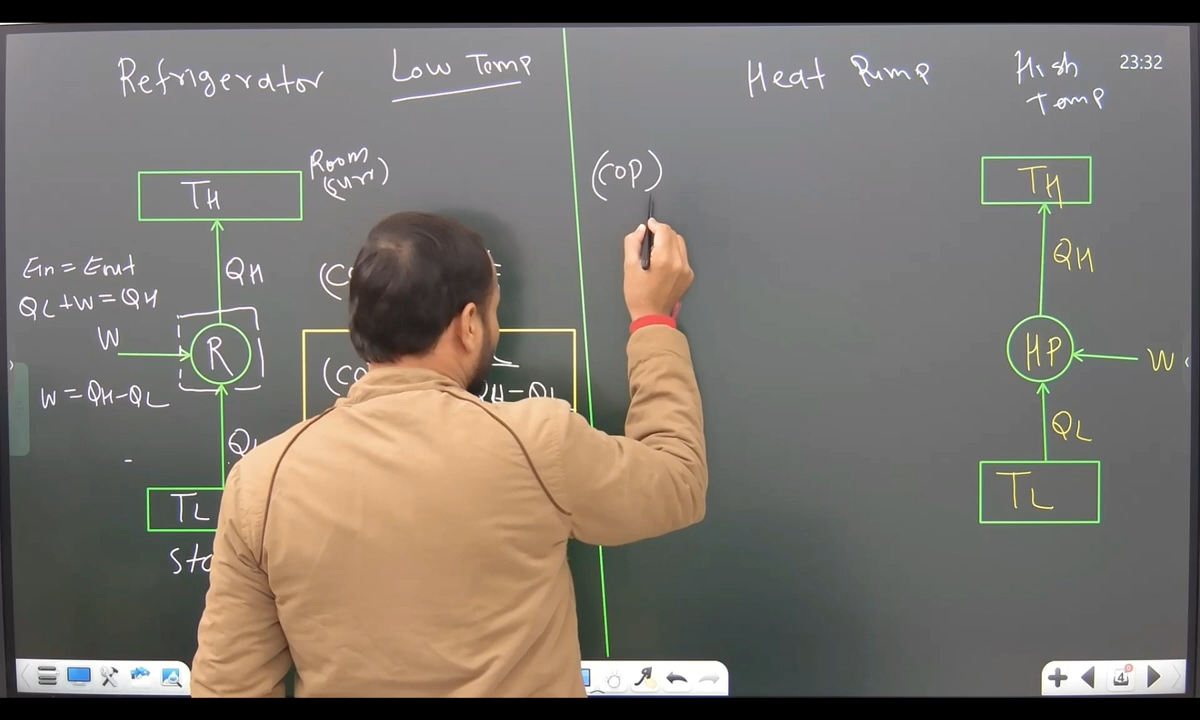 Refrigerator Low Temp
TH
Room
(surr)
Ein = Eout
QL+W=QH
QH
W
R
W = QH-QL
TL
Heat Pump
High
Temp
23:32
(COP)
TH
QH
HP
W
QL
TL
4